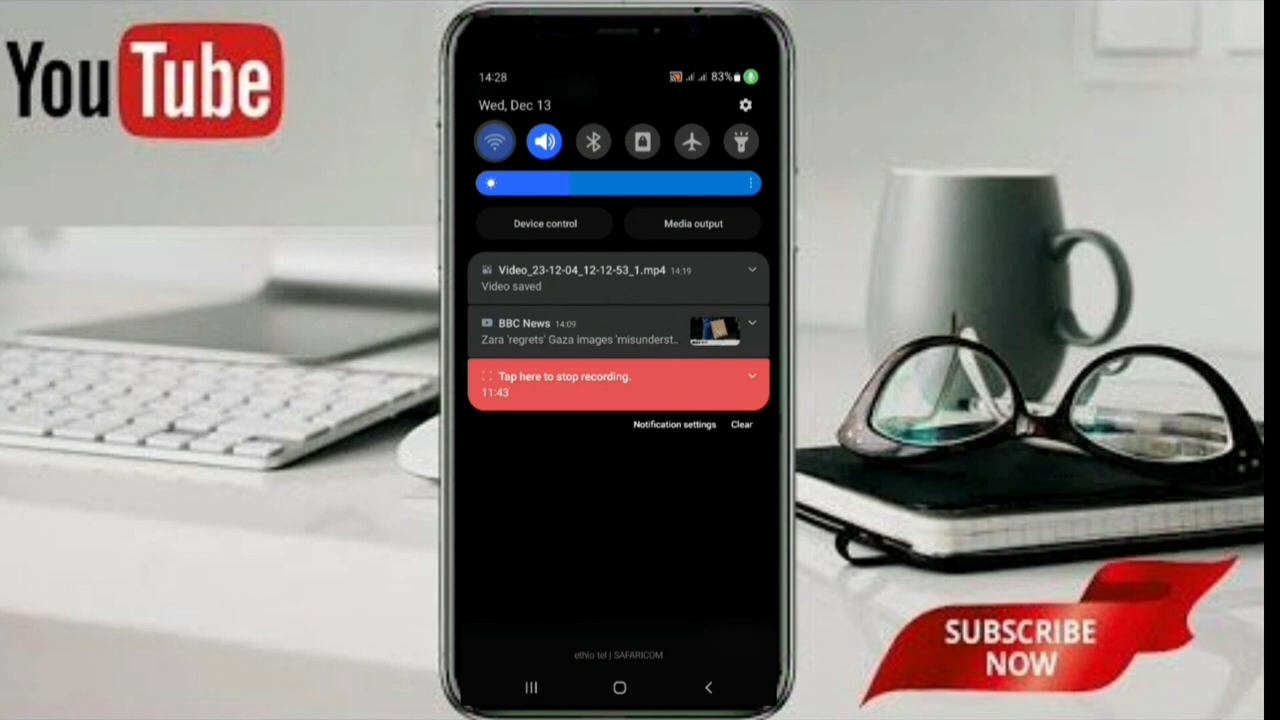 YouTube
14:28
83%
Wed, Dec 13
Device control
Media output
Video_23-12-04_12-12-53_1.mp4 14:19
Video saved
BBC News 14:09
Zara 'regrets' Gaza images 'misunderst..
Tap here to stop recording.
11:43
Notification settings
Clear
ethio tel | SAFARICOM
SUBSCRIBE
NOW